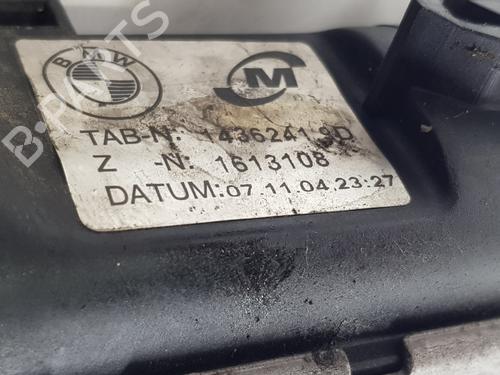 BMW
M
TAB-N: 1436241 9D
Z -N: 1613108
DATUM:07.11.04.23:27
B-PARTS